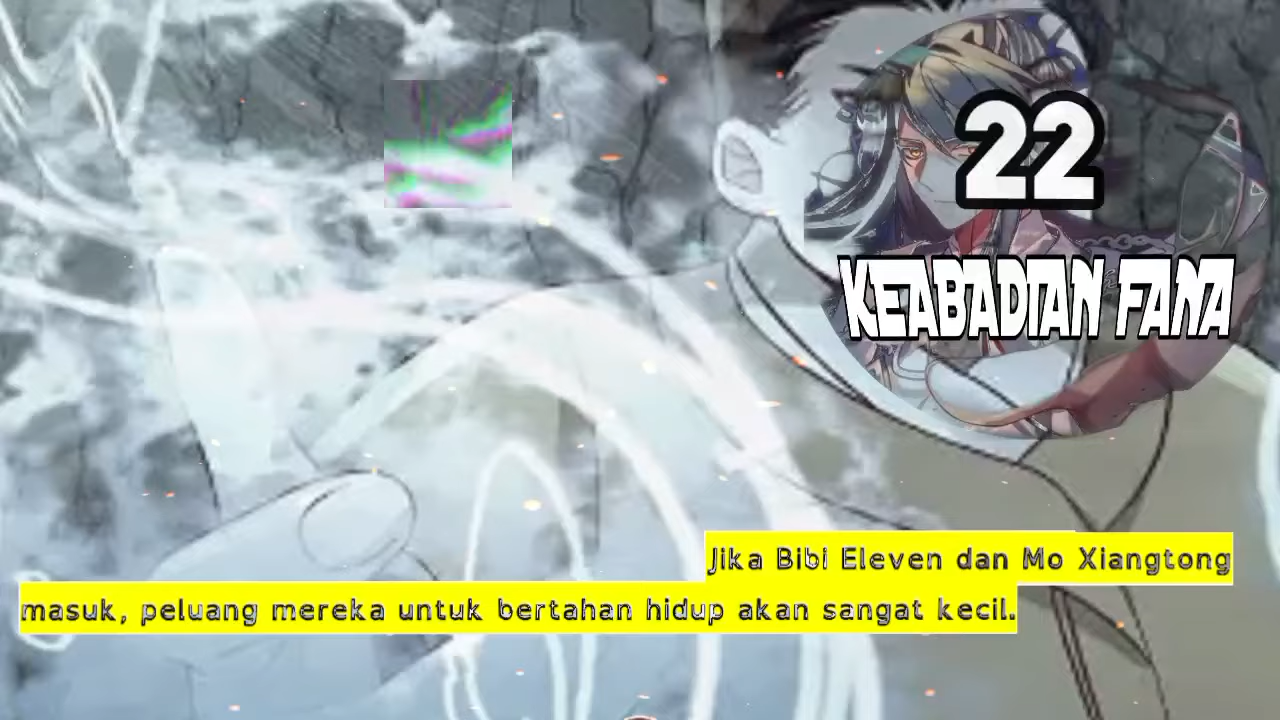 22
KEABADIAN FANA
Jika Bibi Eleven dan Mo Xiangtong
masuk, peluang mereka untuk bertahan hidup akan sangat kecil.